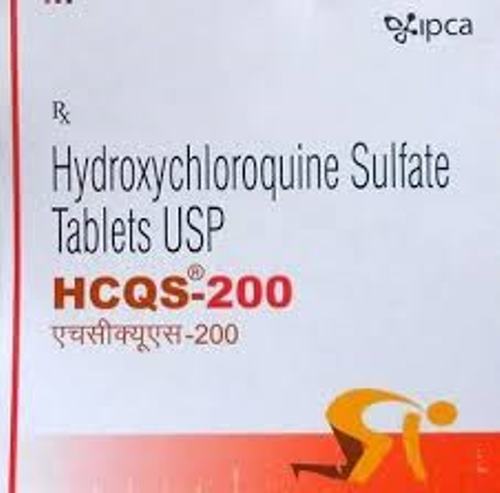 ipca
Rx
Hydroxychloroquine Sulfate
Tablets USP
HCQS®-200
एचसीक्यूएस-200